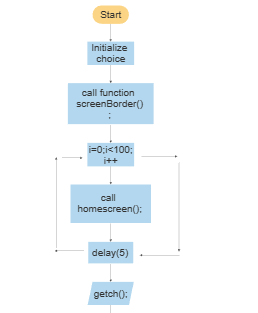 Start
Initialize
choice
call function
screenBorder()
;
i=0;i<100;
i++
call
homescreen();
delay(5)
getch();